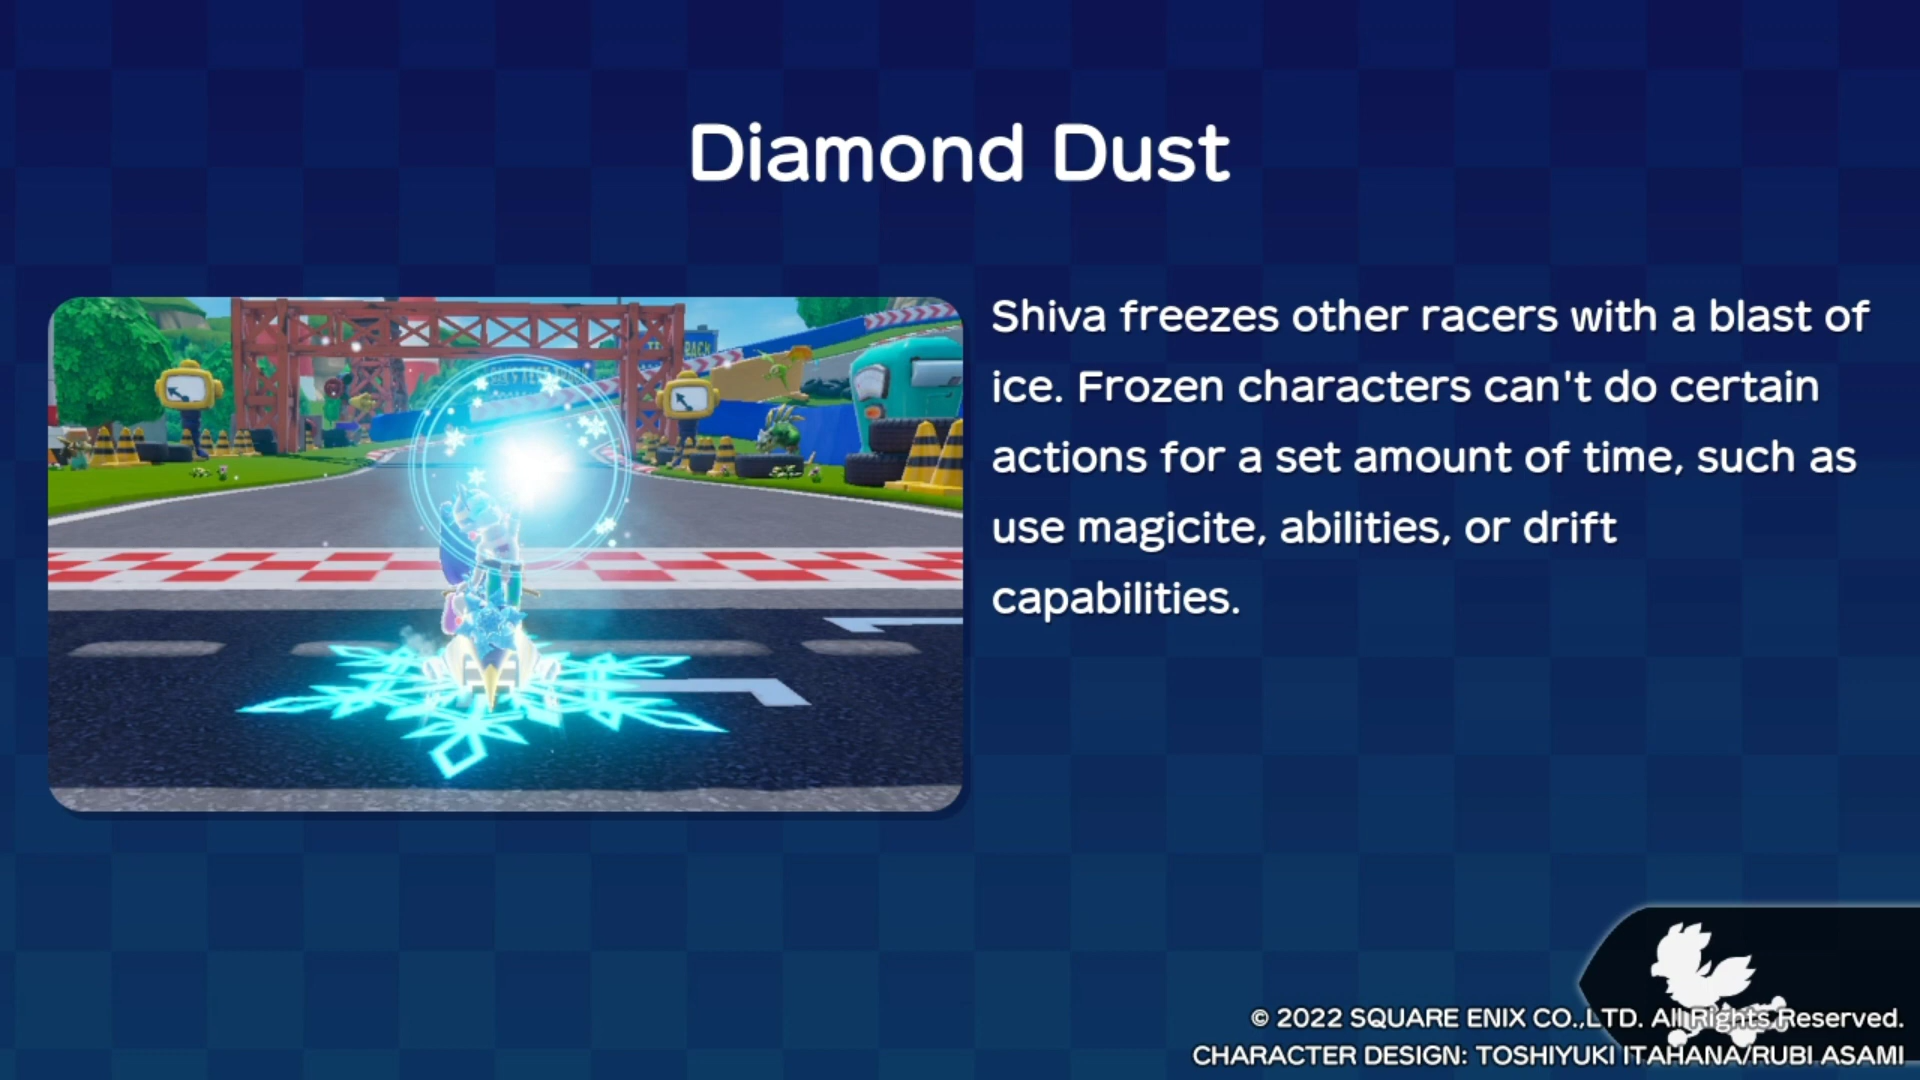 Diamond Dust
Shiva freezes other racers with a blast of
ice. Frozen characters can't do certain
actions for a set amount of time, such as
use magicite, abilities, or drift
capabilities.
© 2022 SQUARE ENIX CO.,LTD. All Rights Reserved.
CHARACTER DESIGN: TOSHIYUKI ITAHANA/RUBI ASAMI